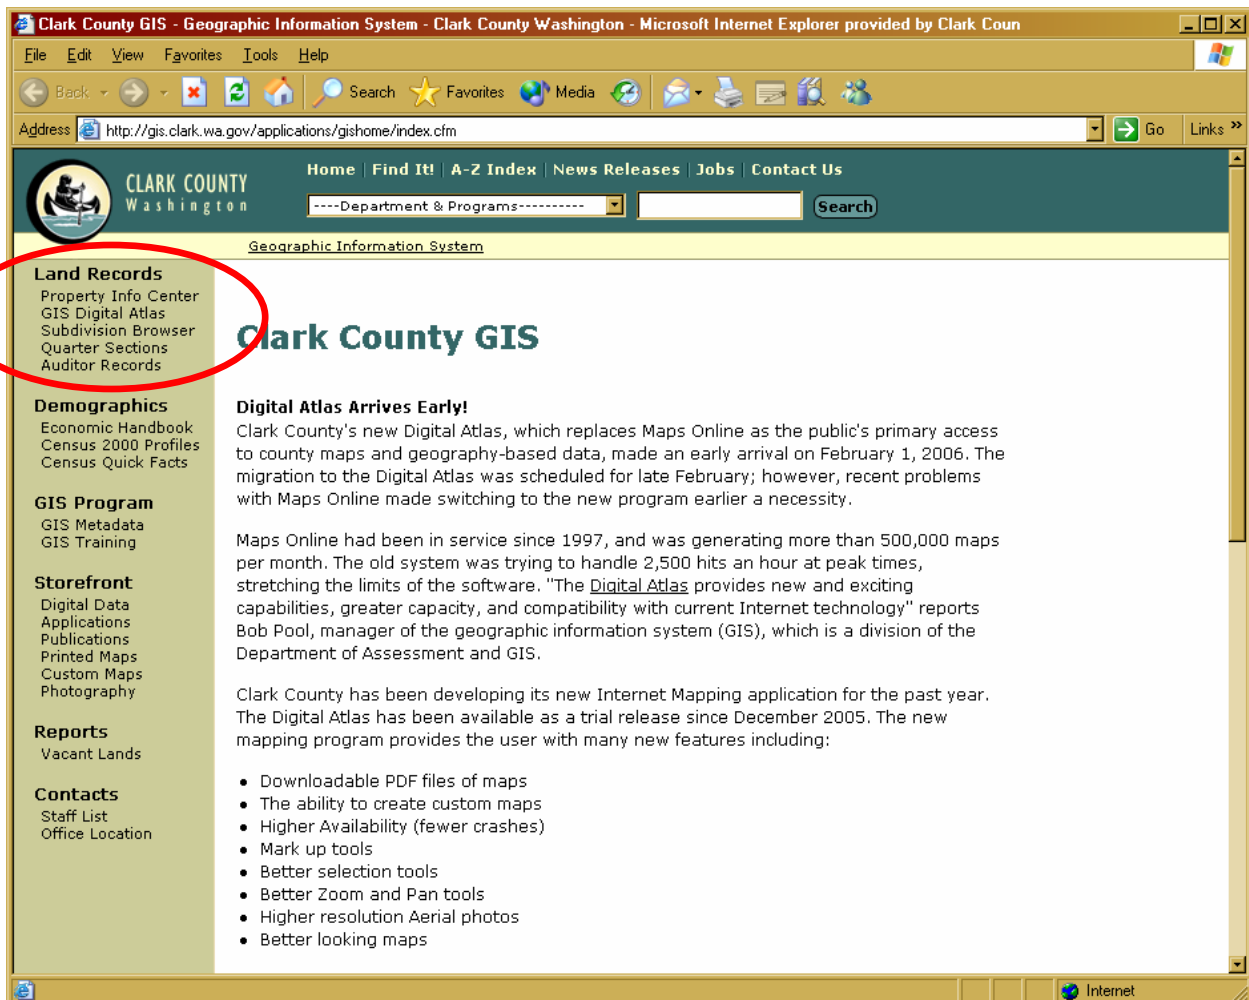 Clark County GIS - Geographic Information System - Clark County Washington - Microsoft Internet Explorer provided by Clark Coun
File Edit View Favorites Tools Help
Back Search Favorites Media
Address http://gis.clark.wa.gov/applications/gishome/index.cfm Go Links »
CLARK COUNTY
Washington
Home | Find It! | A-Z Index | News Releases | Jobs | Contact Us
----Department & Programs---------- Search
Geographic Information System
Land Records
Property Info Center
GIS Digital Atlas
Subdivision Browser
Quarter Sections
Auditor Records
Demographics
Economic Handbook
Census 2000 Profiles
Census Quick Facts
GIS Program
GIS Metadata
GIS Training
Storefront
Digital Data
Applications
Publications
Printed Maps
Custom Maps
Photography
Reports
Vacant Lands
Contacts
Staff List
Office Location
Clark County GIS
Digital Atlas Arrives Early!
Clark County's new Digital Atlas, which replaces Maps Online as the public's primary access
to county maps and geography-based data, made an early arrival on February 1, 2006. The
migration to the Digital Atlas was scheduled for late February; however, recent problems
with Maps Online made switching to the new program earlier a necessity.
Maps Online had been in service since 1997, and was generating more than 500,000 maps
per month. The old system was trying to handle 2,500 hits an hour at peak times,
stretching the limits of the software. "The Digital Atlas provides new and exciting
capabilities, greater capacity, and compatibility with current Internet technology" reports
Bob Pool, manager of the geographic information system (GIS), which is a division of the
Department of Assessment and GIS.
Clark County has been developing its new Internet Mapping application for the past year.
The Digital Atlas has been available as a trial release since December 2005. The new
mapping program provides the user with many new features including:
• Downloadable PDF files of maps
• The ability to create custom maps
• Higher Availability (fewer crashes)
• Mark up tools
• Better selection tools
• Better Zoom and Pan tools
• Higher resolution Aerial photos
• Better looking maps
Internet